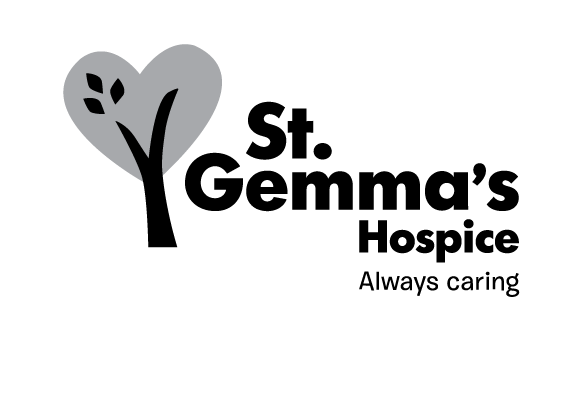 St.
Gemma’s
Hospice
Always caring